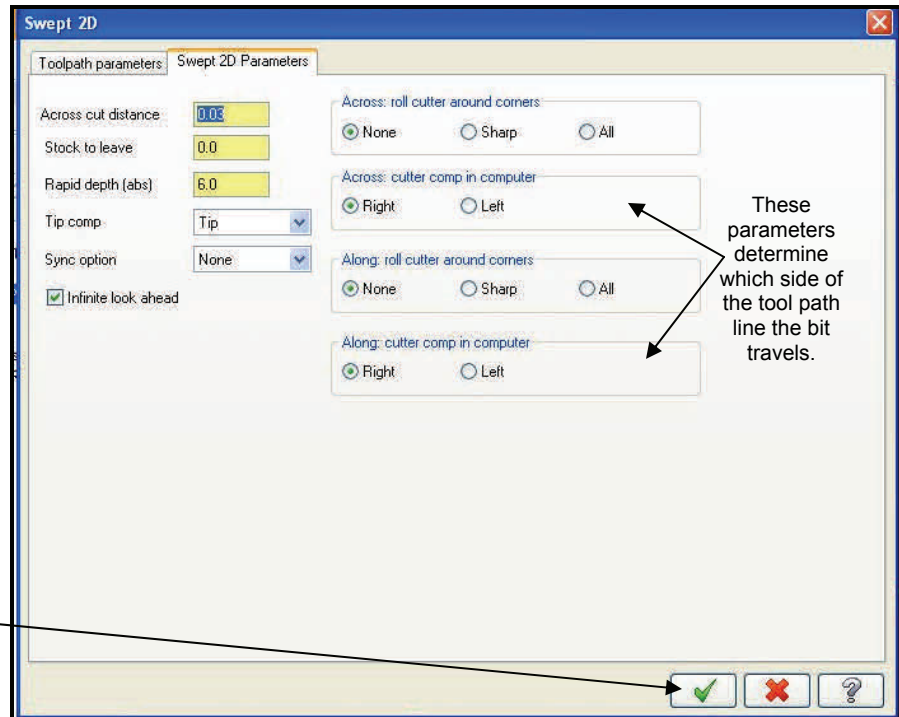 Swept 2D
Toolpath parameters
Swept 2D Parameters
Across cut distance
0.03
Stock to leave
0.0
Rapid depth (abs)
6.0
Tip comp
Tip
Sync option
None
Infinite look ahead
Across: roll cutter around corners
None
Sharp
All
Across: cutter comp in computer
Right
Left
Along: roll cutter around corners
None
Sharp
All
Along: cutter comp in computer
Right
Left
These
parameters
determine
which side of
the tool path
line the bit
travels.